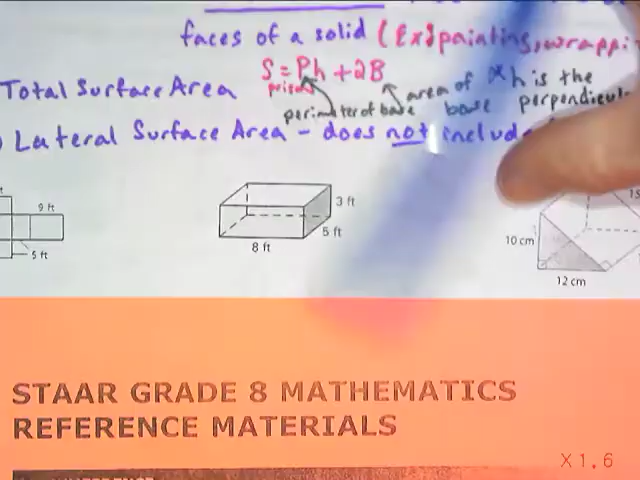 faces of a solid (Ex: painting, wrappi
Total Surface Area S = Ph + 2B
prism perimeter of base area of base * h is the perpendicul
Lateral Surface Area - does not includ
9 ft
5 ft
3 ft
5 ft
8 ft
15
10 cm
12 cm
STAAR GRADE 8 MATHEMATICS
REFERENCE MATERIALS
X1.6